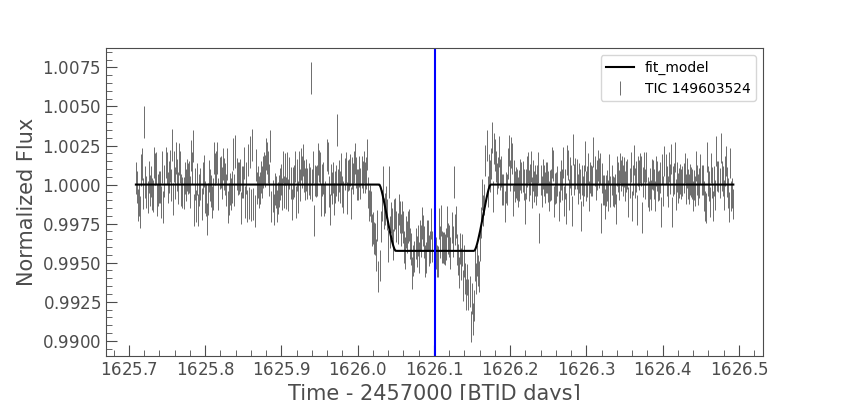 fit_model
TIC 149603524
Normalized Flux
1.0075
1.0050
1.0025
1.0000
0.9975
0.9950
0.9925
0.9900
1625.7 1625.8 1625.9 1626.0 1626.1 1626.2 1626.3 1626.4 1626.5
Time - 2457000 [BTJD days]